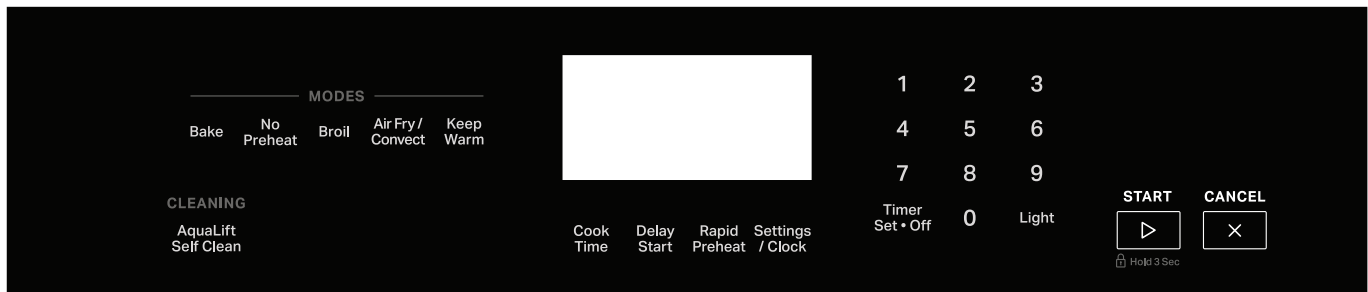 MODES
Bake
No
Preheat
Broil
Air Fry /
Convect
Keep
Warm
CLEANING
AquaLift
Self Clean
Cook
Time
Delay
Start
Rapid
Preheat
Settings
/ Clock
1 2 3
4 5 6
7 8 9
Timer
Set • Off
0
Light
START
Hold 3 Sec
CANCEL